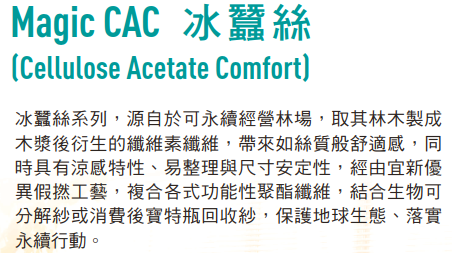 Magic CAC 冰蠶絲
(Cellulose Acetate Comfort)
冰蠶絲系列，源自於可永續經營林場，取其林木製成
木漿後衍生的纖維素纖維，帶來如絲質般舒適感，同
時具有涼感特性、易整理與尺寸安定性，經由宜新優
異假撚工藝，複合各式功能性聚酯纖維，結合生物可
分解紗或消費後寶特瓶回收紗，保護地球生態、落實
永續行動。